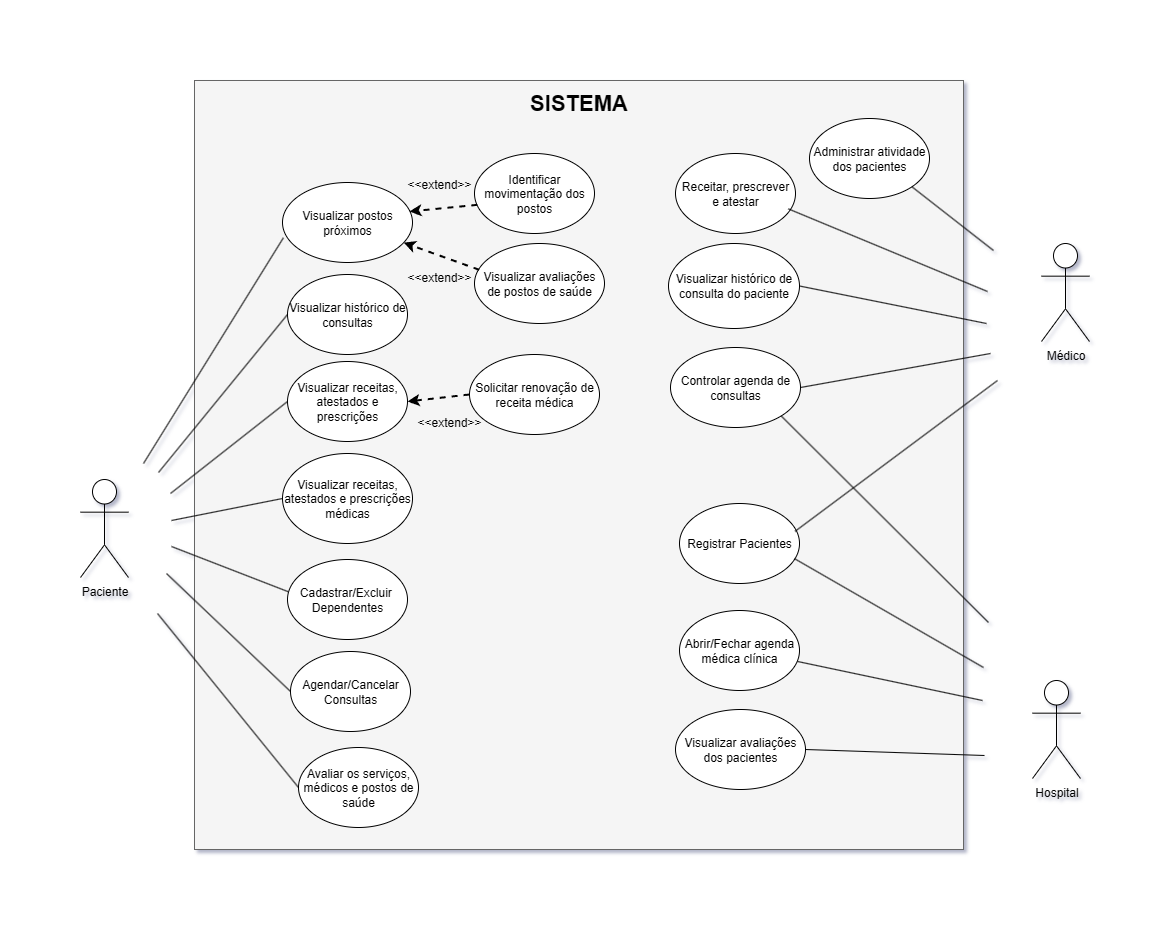 SISTEMA
Administrar atividade
dos pacientes
<<extend>>
Identificar
movimentação dos
postos
Receitar, prescrever
e atestar
Visualizar postos
próximos
<<extend>>
Visualizar avaliações
de postos de saúde
Visualizar histórico de
consulta do paciente
Visualizar histórico de
consultas
Médico
Visualizar receitas,
atestados e
prescrições
Solicitar renovação de
receita médica
<<extend>>
Controlar agenda de
consultas
Visualizar receitas,
atestados e prescrições
médicas
Registrar Pacientes
Paciente
Cadastrar/Excluir
Dependentes
Abrir/Fechar agenda
médica clínica
Agendar/Cancelar
Consultas
Visualizar avaliações
dos pacientes
Avaliar os serviços,
médicos e postos de
saúde
Hospital